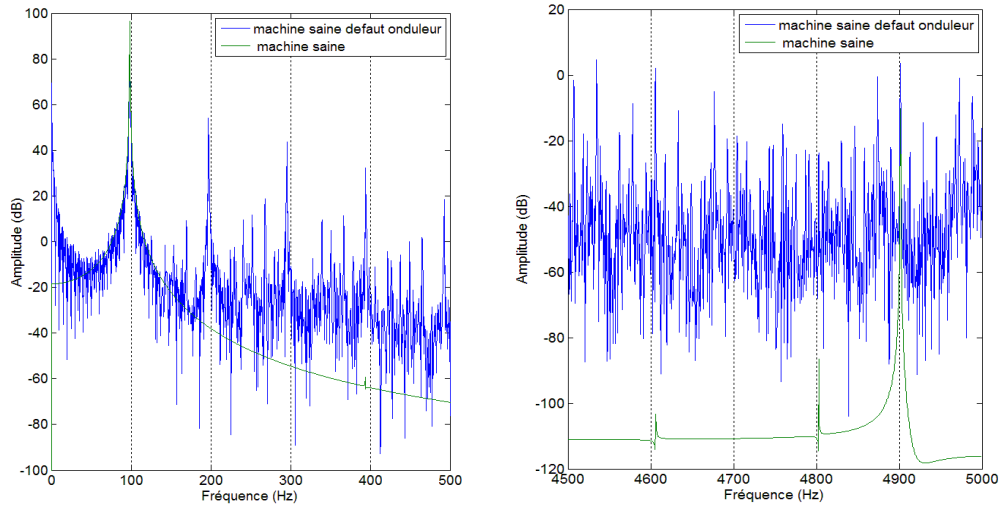 100
80
60
40
20
0
-20
-40
-60
-80
-100
Amplitude (dB)
0 100 200 300 400 500
Fréquence (Hz)
machine saine defaut onduleur
machine saine
20
0
-20
-40
-60
-80
-100
-120
Amplitude (dB)
4500 4600 4700 4800 4900 5000
Fréquence (Hz)
machine saine defaut onduleur
machine saine